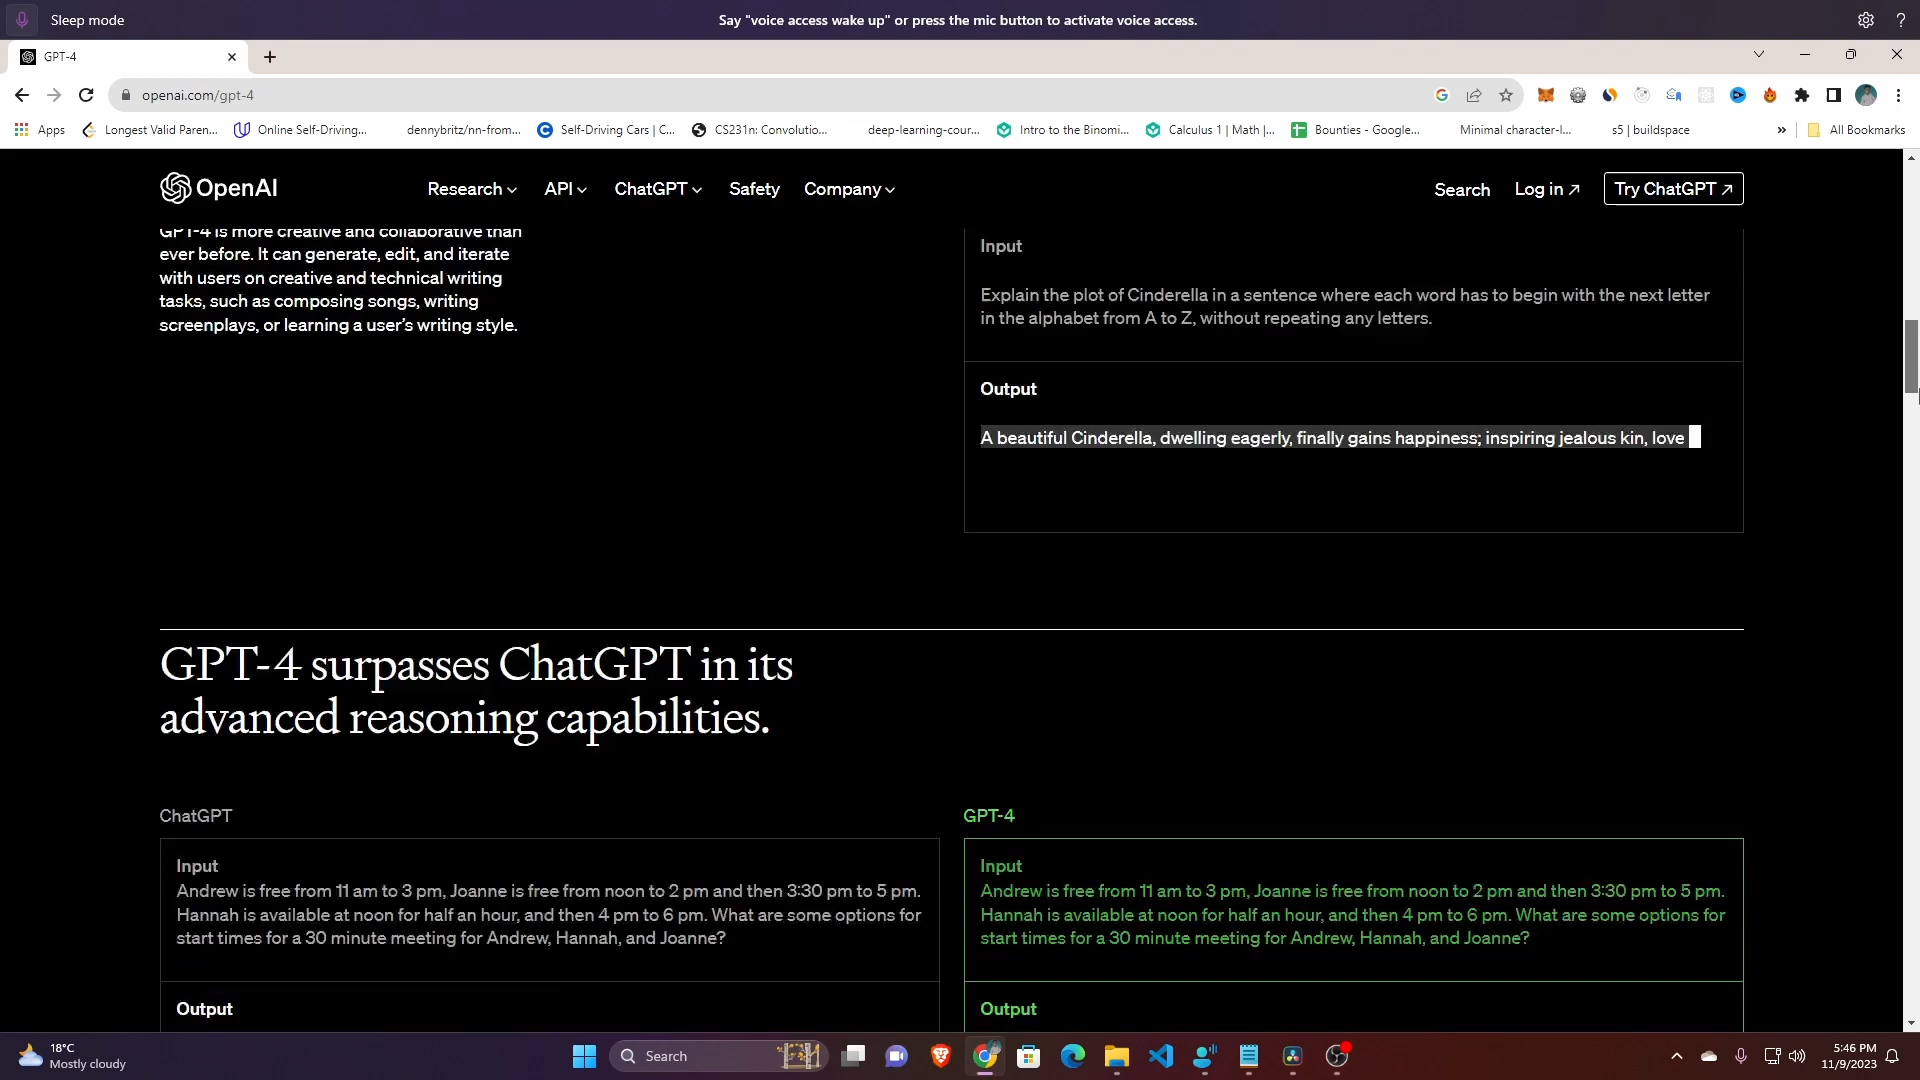 Sleep mode
Say "voice access wake up" or press the mic button to activate voice access.
GPT-4
openai.com/gpt-4
Apps
Longest Valid Paren...
Online Self-Driving...
dennybritz/nn-from...
Self-Driving Cars | C...
CS231n: Convolutio...
deep-learning-cour...
Intro to the Binomi...
Calculus 1 | Math |...
Bounties - Google...
Minimal character-l...
s5 | buildspace
»
All Bookmarks
OpenAI
Research
API
ChatGPT
Safety
Company
Search
Log in ↗
Try ChatGPT ↗
GPT-4 is more creative and collaborative than
ever before. It can generate, edit, and iterate
with users on creative and technical writing
tasks, such as composing songs, writing
screenplays, or learning a user’s writing style.
Input
Explain the plot of Cinderella in a sentence where each word has to begin with the next letter
in the alphabet from A to Z, without repeating any letters.
Output
A beautiful Cinderella, dwelling eagerly, finally gains happiness; inspiring jealous kin, love
GPT-4 surpasses ChatGPT in its
advanced reasoning capabilities.
ChatGPT
Input
Andrew is free from 11 am to 3 pm, Joanne is free from noon to 2 pm and then 3:30 pm to 5 pm.
Hannah is available at noon for half an hour, and then 4 pm to 6 pm. What are some options for
start times for a 30 minute meeting for Andrew, Hannah, and Joanne?
Output
GPT-4
Input
Andrew is free from 11 am to 3 pm, Joanne is free from noon to 2 pm and then 3:30 pm to 5 pm.
Hannah is available at noon for half an hour, and then 4 pm to 6 pm. What are some options for
start times for a 30 minute meeting for Andrew, Hannah, and Joanne?
Output
18°C
Mostly cloudy
Search
5:46 PM
11/9/2023